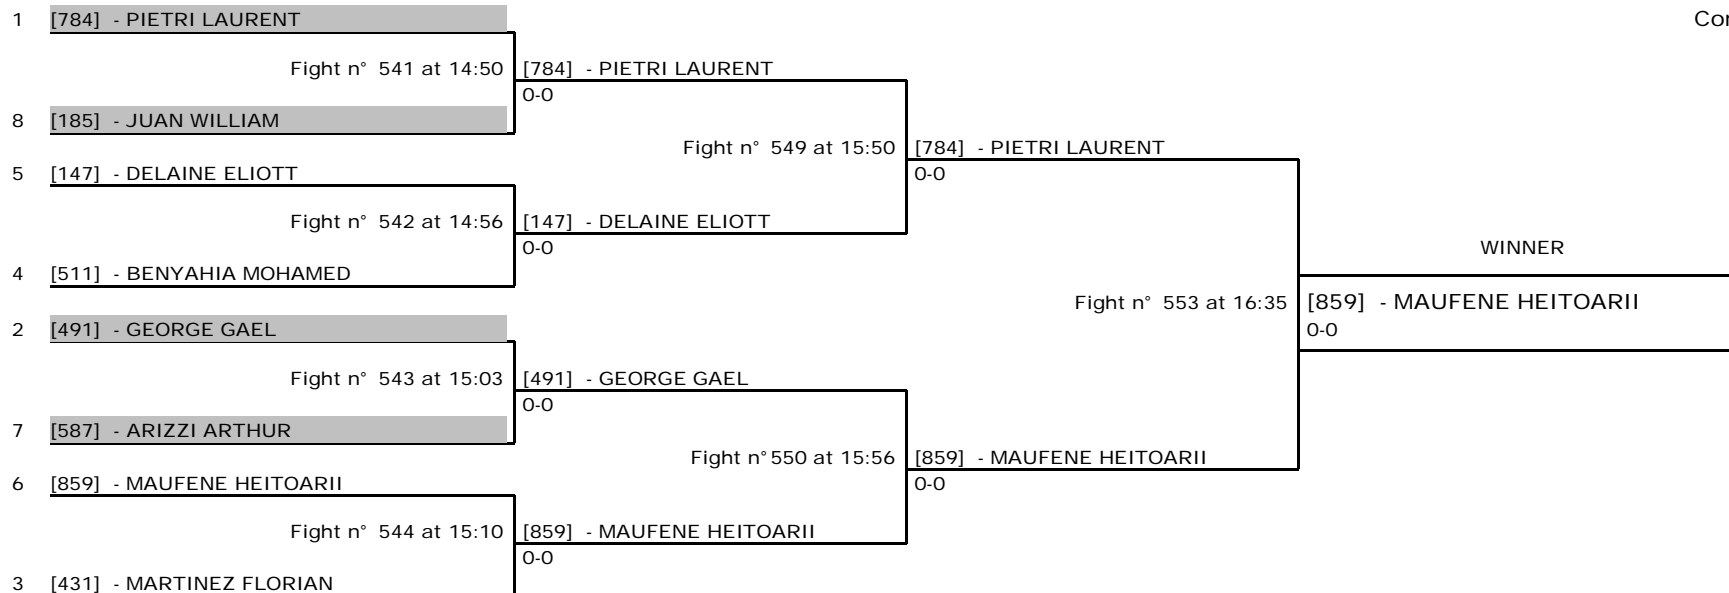 1 [784] - PIETRI LAURENT
Fight n° 541 at 14:50
[784] - PIETRI LAURENT
0-0
8 [185] - JUAN WILLIAM
Fight n° 549 at 15:50
[784] - PIETRI LAURENT
0-0
5 [147] - DELAINE ELIOTT
Fight n° 542 at 14:56
[147] - DELAINE ELIOTT
0-0
4 [511] - BENYAHIA MOHAMED
WINNER
Fight n° 553 at 16:35
[859] - MAUFENE HEITOARII
0-0
2 [491] - GEORGE GAEL
Fight n° 543 at 15:03
[491] - GEORGE GAEL
0-0
7 [587] - ARIZZI ARTHUR
Fight n°550 at 15:56
[859] - MAUFENE HEITOARII
0-0
6 [859] - MAUFENE HEITOARII
Fight n° 544 at 15:10
[859] - MAUFENE HEITOARII
0-0
3 [431] - MARTINEZ FLORIAN